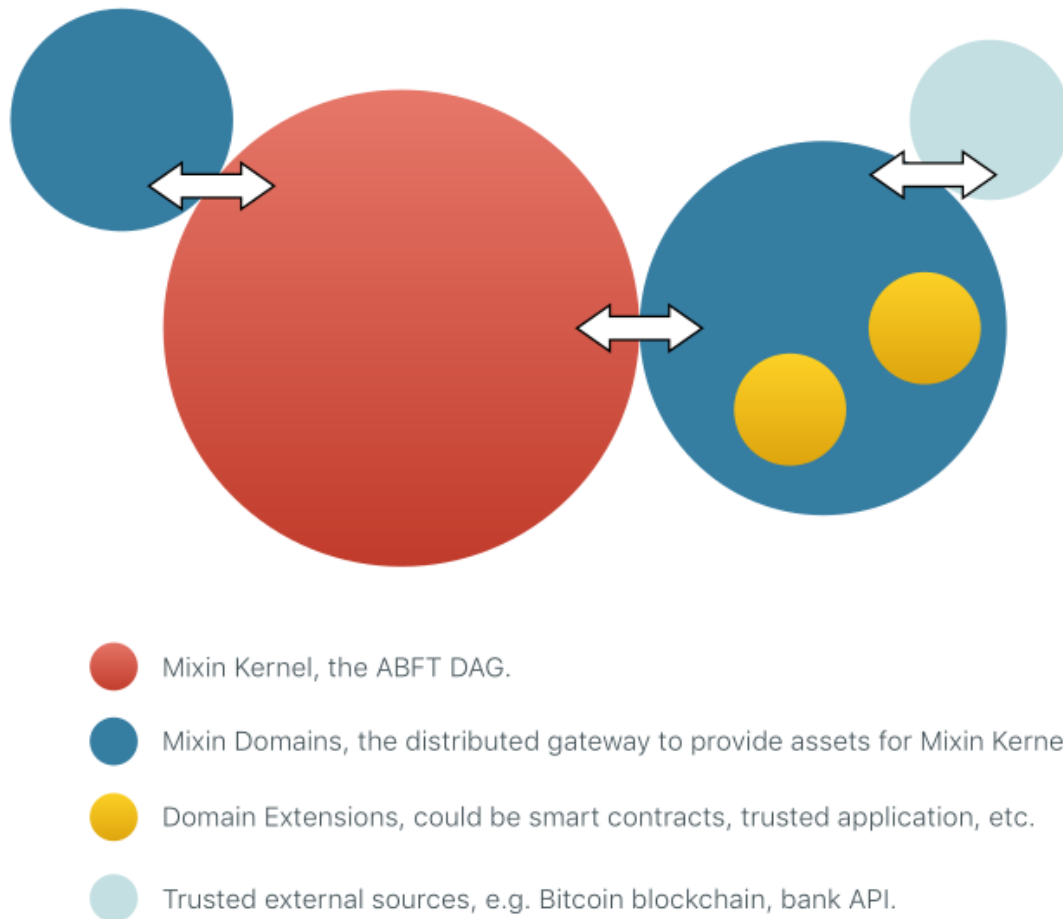 Mixin Kernel, the ABFT DAG.
Mixin Domains, the distributed gateway to provide assets for Mixin Kerne
Domain Extensions, could be smart contracts, trusted application, etc.
Trusted external sources, e.g. Bitcoin blockchain, bank API.